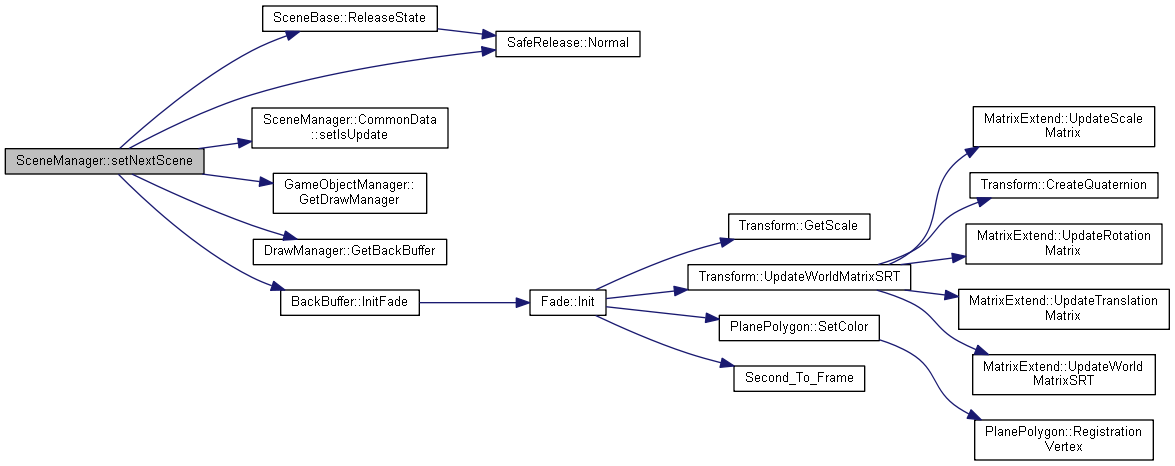 SceneManager::setNextScene
SceneBase::ReleaseState
SafeRelease::Normal
SceneManager::CommonData
::setIsUpdate
GameObjectManager::
GetDrawManager
DrawManager::GetBackBuffer
BackBuffer::InitFade
Fade::Init
Transform::GetScale
Transform::UpdateWorldMatrixSRT
PlanePolygon::SetColor
Second_To_Frame
MatrixExtend::UpdateScale
Matrix
Transform::CreateQuaternion
MatrixExtend::UpdateRotation
Matrix
MatrixExtend::UpdateTranslation
Matrix
MatrixExtend::UpdateWorld
MatrixSRT
PlanePolygon::Registration
Vertex